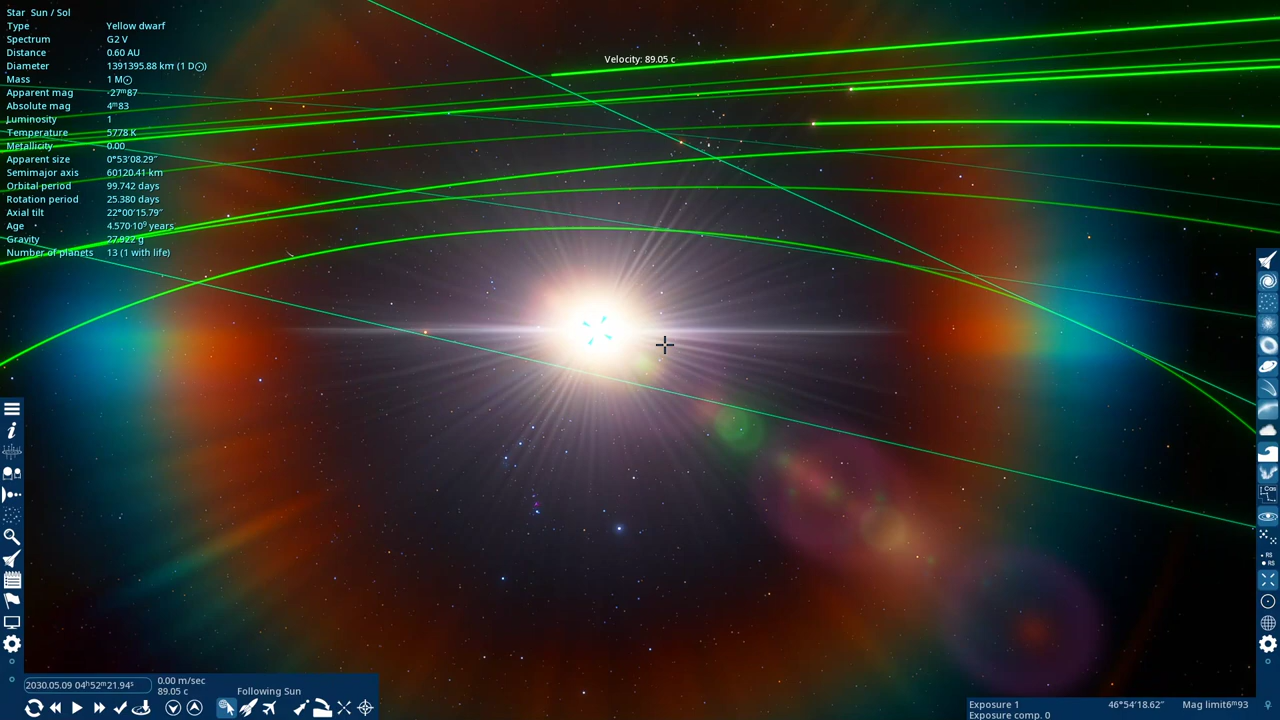 Star Sun / Sol
Type Yellow dwarf
Spectrum G2 V
Distance 0.60 AU
Diameter 1391395.88 km (1 D☉)
Mass 1 M☉
Apparent mag -27ᵐ87
Absolute mag 4ᵐ83
Luminosity 1
Temperature 5778 K
Metallicity 0.00
Apparent size 0°53′08.29″
Semimajor axis 60120.41 km
Orbital period 99.742 days
Rotation period 25.380 days
Axial tilt 22°00′15.79″
Age 4.570·10⁹ years
Gravity 27.922 g
Number of planets 13 (1 with life)
Velocity: 89.05 c
Cas
RS
RS
2030.05.09 04ʰ52ᵐ21.94ˢ
0.00 m/sec
89.05 c
Following Sun
Exposure 1 46°54′18.62″ Mag limit6ᵐ93
Exposure comp. 0